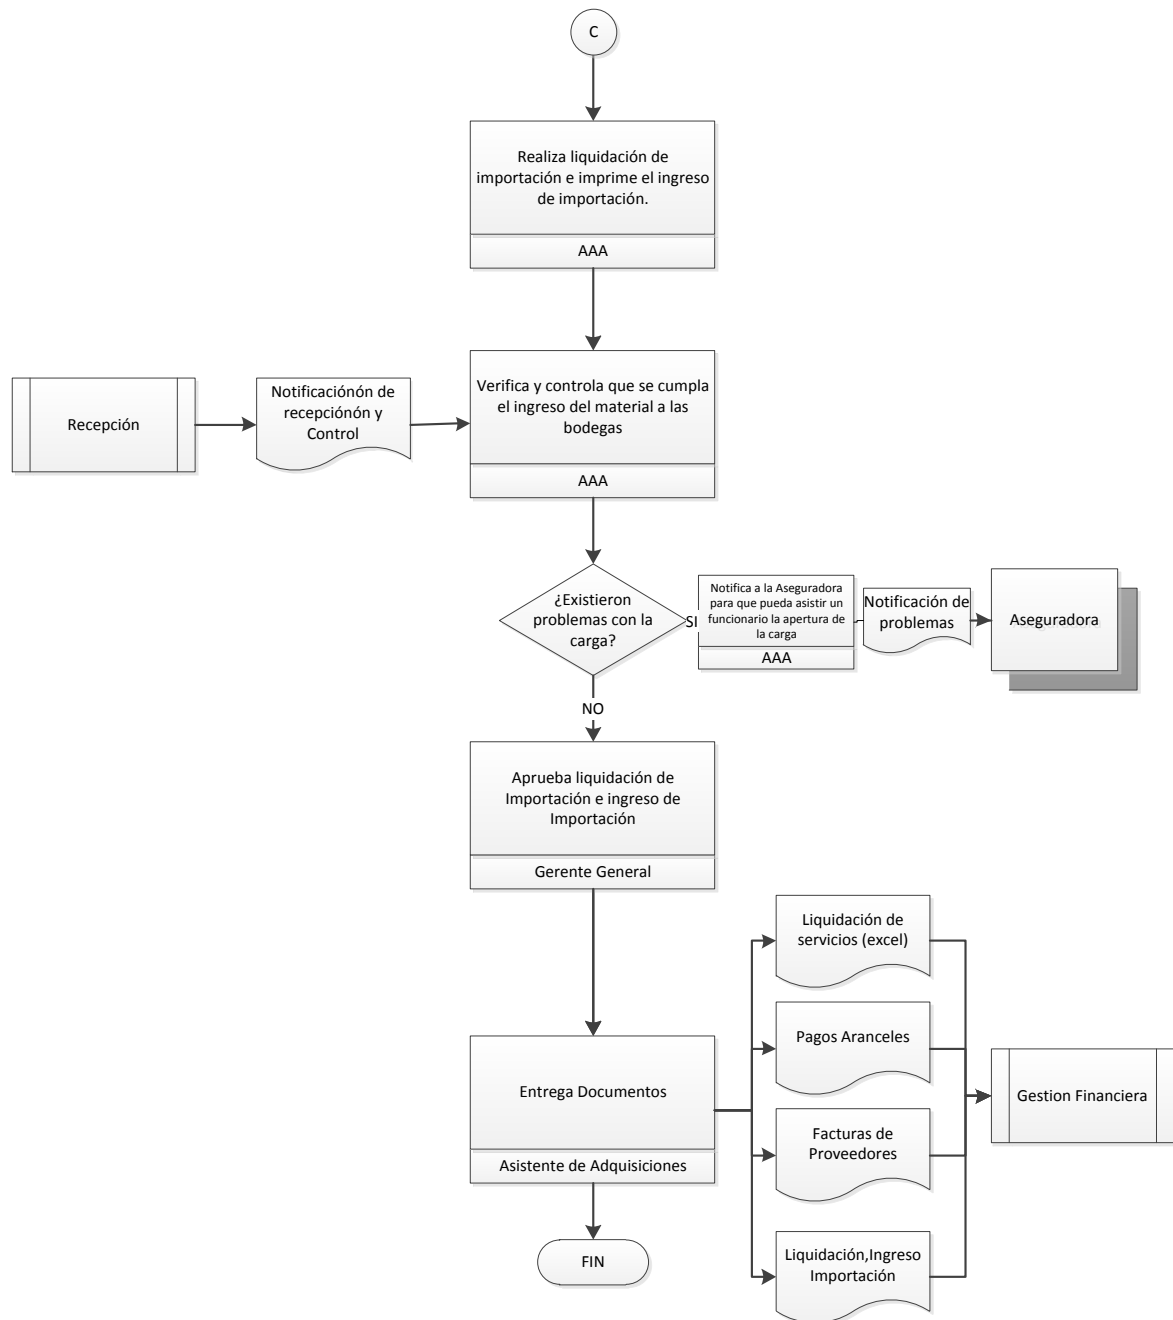 C
Realiza liquidación de
importación e imprime el ingreso
de importación.
AAA
Recepción
Notificaciónón de
recepciónón y
Control
Verifica y controla que se cumpla
el ingreso del material a las
bodegas
AAA
¿Existieron
problemas con la
carga?
SI
Notifica a la Aseguradora
para que pueda asistir un
funcionario la apertura de
la carga
AAA
Notificación de
problemas
Aseguradora
NO
Aprueba liquidación de
Importación e ingreso de
Importación
Gerente General
Entrega Documentos
Asistente de Adquisiciones
Liquidación de
servicios (excel)
Pagos Aranceles
Facturas de
Proveedores
Liquidación,Ingreso
Importación
Gestion Financiera
FIN